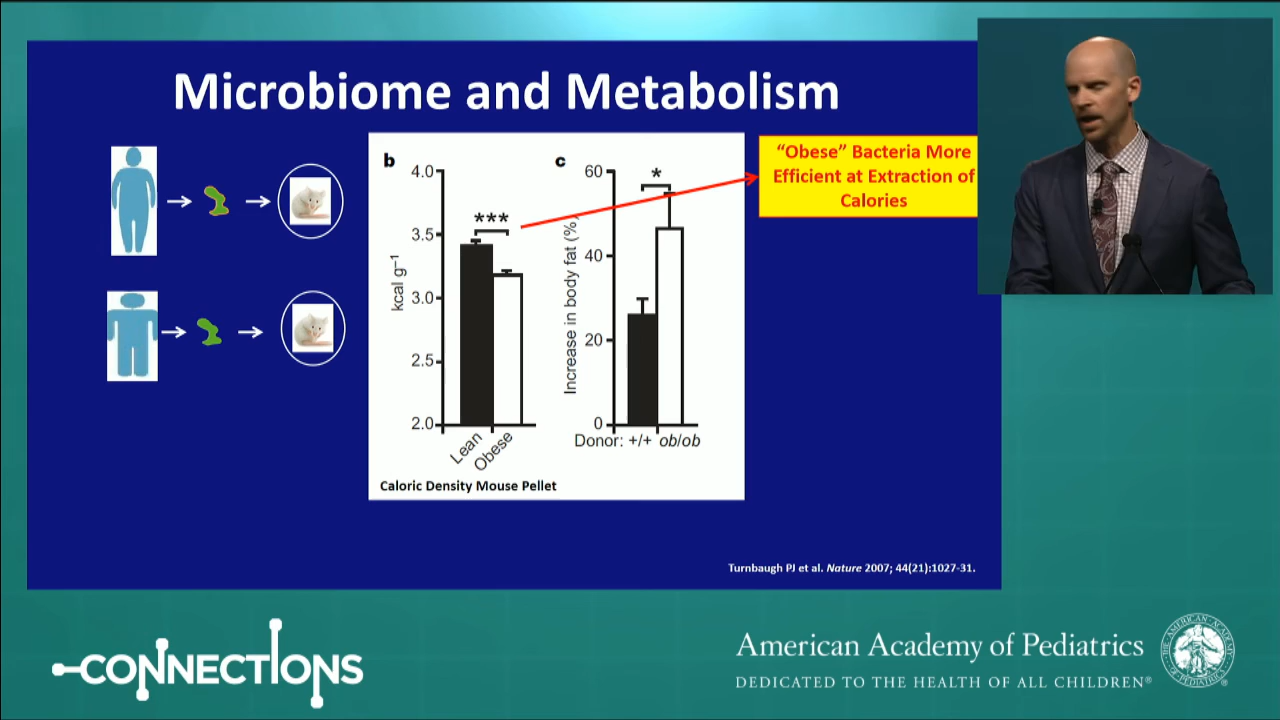 Microbiome and Metabolism
"Obese" Bacteria More
Efficient at Extraction of
Calories
b
4.0
3.5
3.0
2.5
2.0
kcal g⁻¹
***
Lean
Obese
c
60
40
20
0
Increase in body fat (%
*
Donor: +/+ ob/ob
Caloric Density Mouse Pellet
Turnbaugh PJ et al. Nature 2007; 44(21):1027-31.
CONNECTIONS
American Academy of Pediatrics
DEDICATED TO THE HEALTH OF ALL CHILDREN®